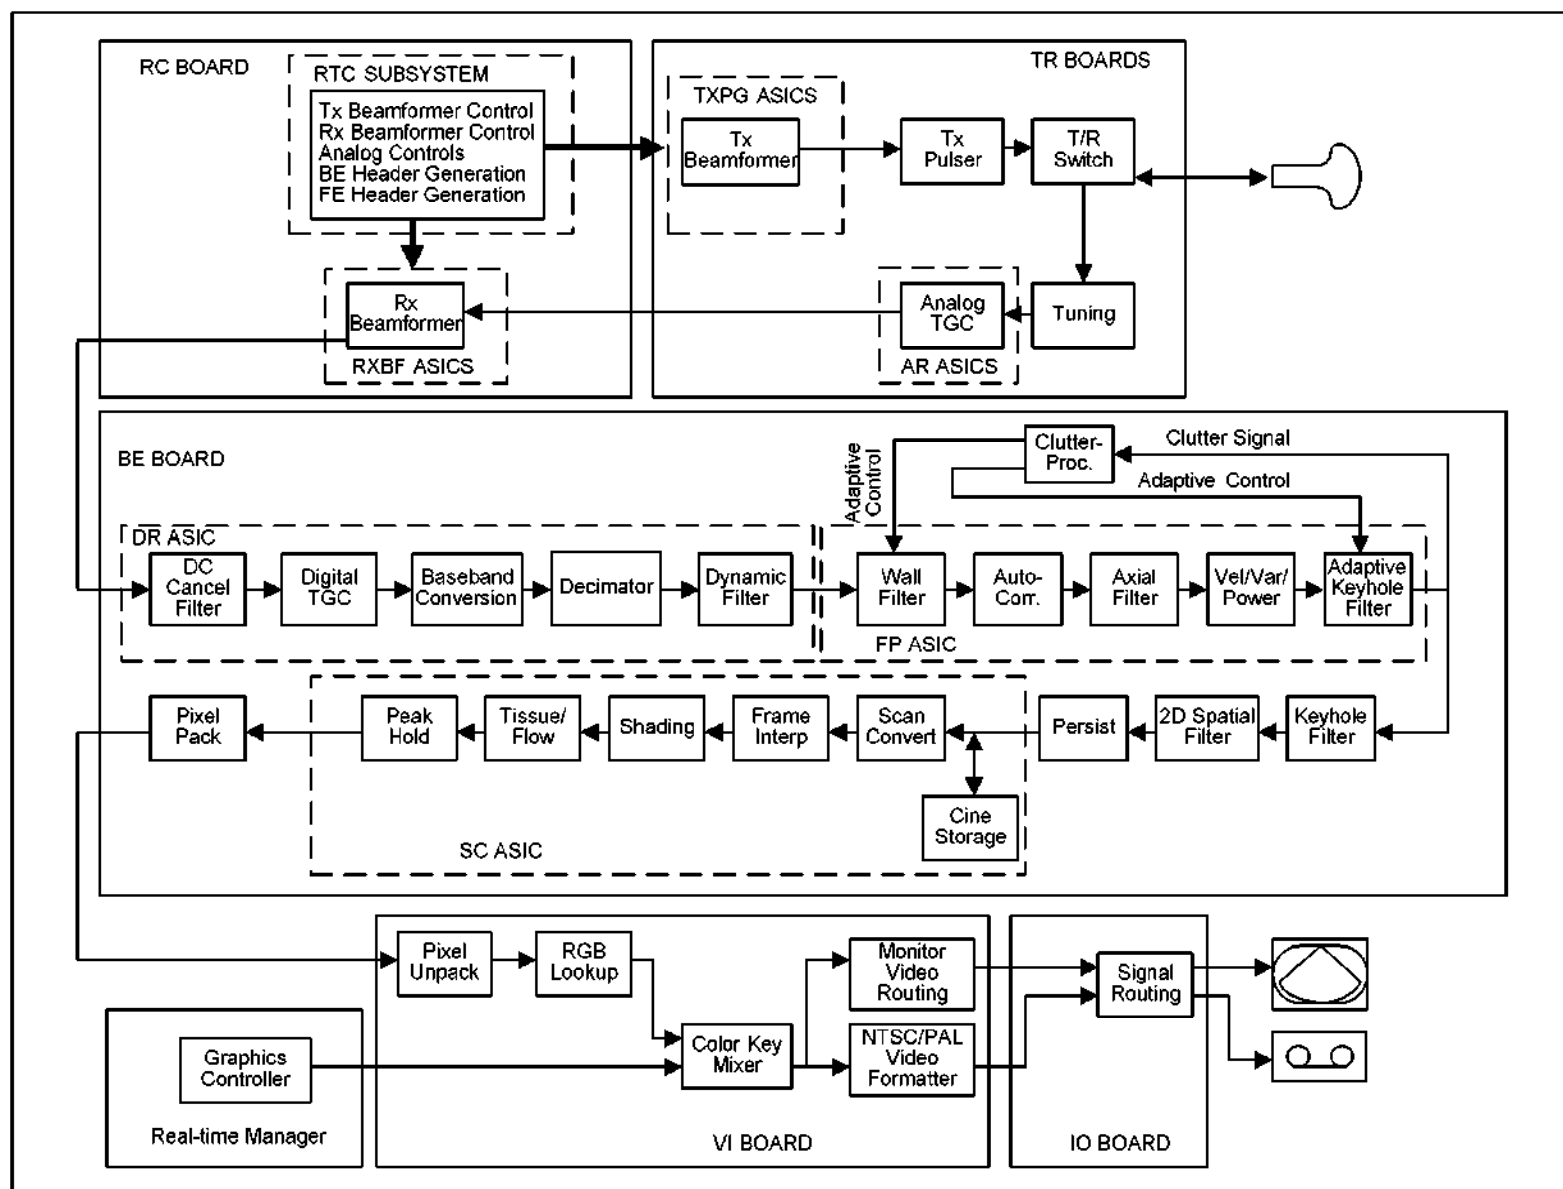 RC BOARD
RTC SUBSYSTEM
Tx Beamformer Control
Rx Beamformer Control
Analog Controls
BE Header Generation
FE Header Generation
Rx
Beamformer
RXBF ASICS
TR BOARDS
TXPG ASICS
Tx
Beamformer
Tx
Pulser
T/R
Switch
Analog
TGC
AR ASICS
Tuning
BE BOARD
Adaptive
Control
Clutter-
Proc.
Clutter Signal
Adaptive Control
DR ASIC
DC
Cancel
Filter
Digital
TGC
Baseband
Conversion
Decimator
Dynamic
Filter
Wall
Filter
Auto-
Corr.
Axial
Filter
Vel/Var/
Power
Adaptive
Keyhole
Filter
FP ASIC
Pixel
Pack
Peak
Hold
Tissue/
Flow
Shading
Frame
Interp
Scan
Convert
Persist
2D Spatial
Filter
Keyhole
Filter
Cine
Storage
SC ASIC
Pixel
Unpack
RGB
Lookup
Monitor
Video
Routing
Signal
Routing
Graphics
Controller
Color Key
Mixer
NTSC/PAL
Video
Formatter
Real-time Manager
VI BOARD
IO BOARD